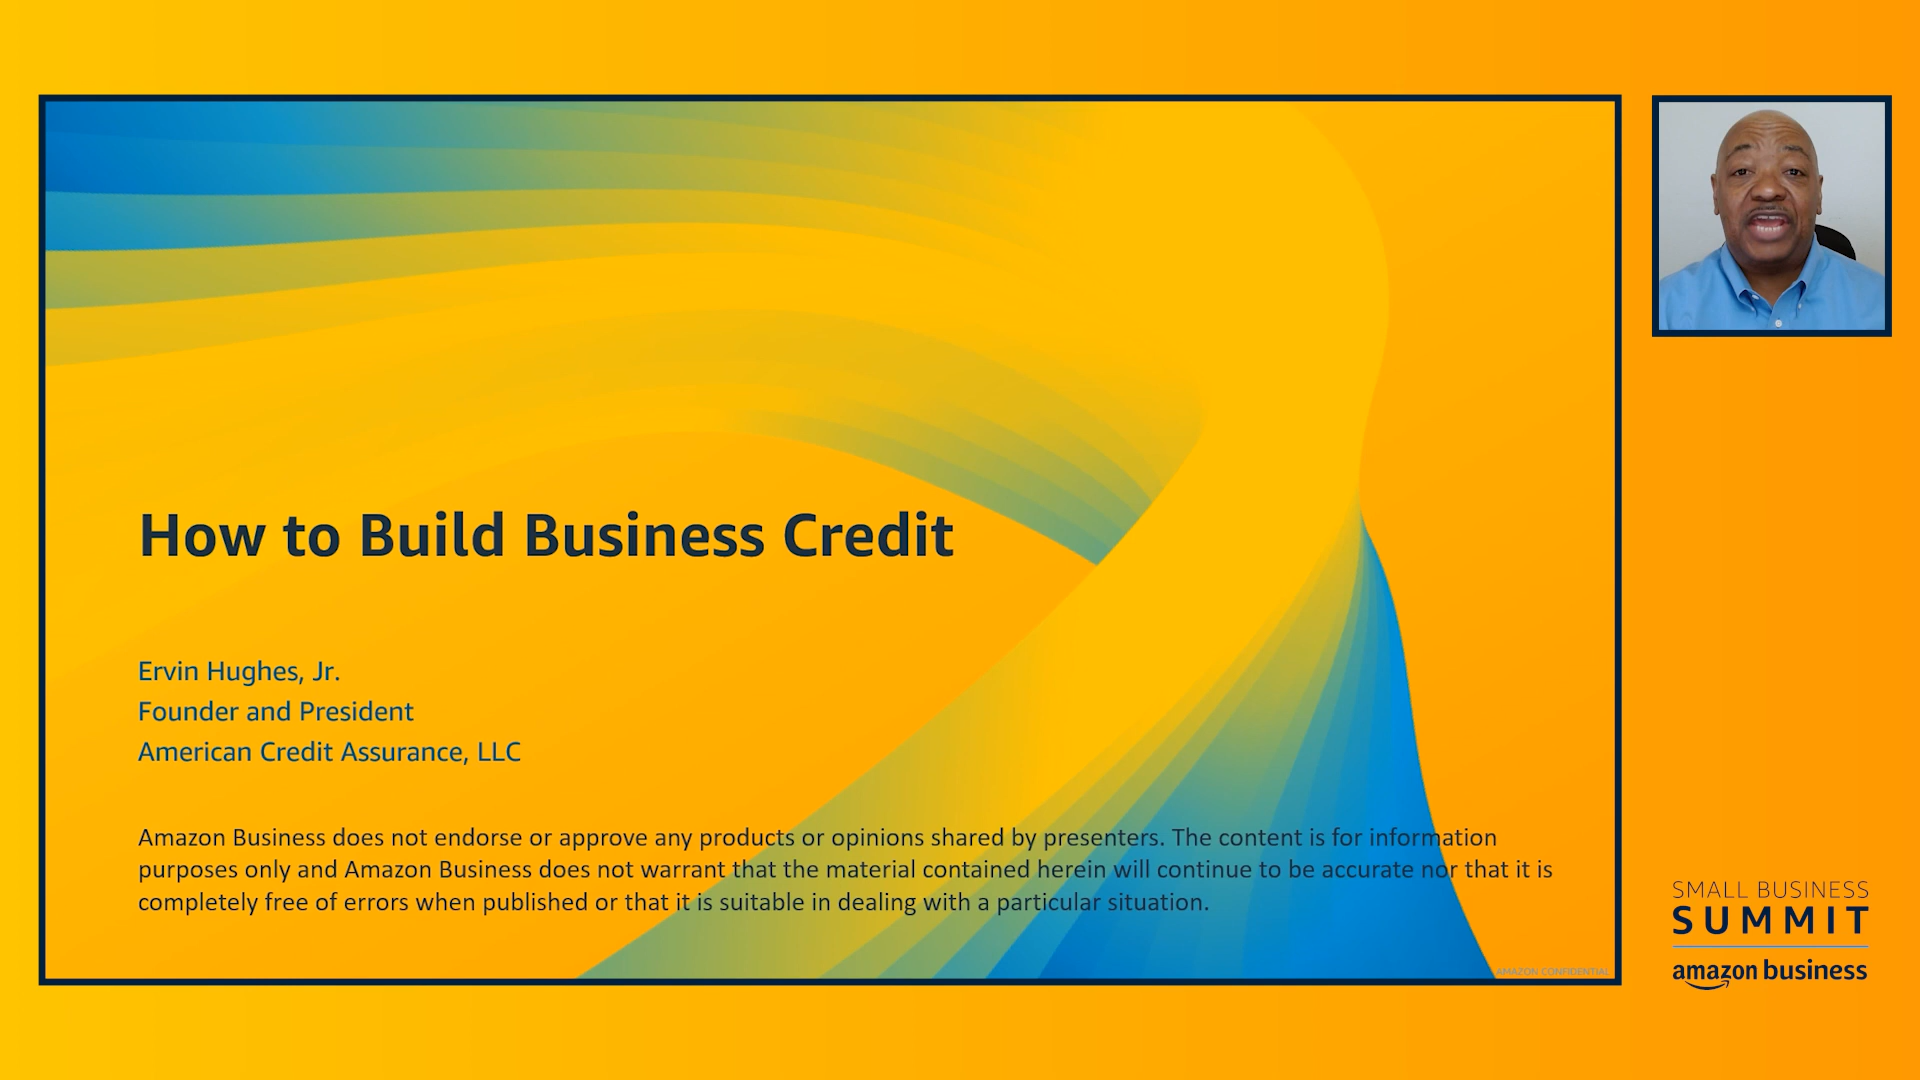 How to Build Business Credit
Ervin Hughes, Jr.
Founder and President
American Credit Assurance, LLC
Amazon Business does not endorse or approve any products or opinions shared by presenters. The content is for information
purposes only and Amazon Business does not warrant that the material contained herein will continue to be accurate nor that it is
completely free of errors when published or that it is suitable in dealing with a particular situation.
AMAZON CONFIDENTIAL
SMALL BUSINESS
SUMMIT
amazon business